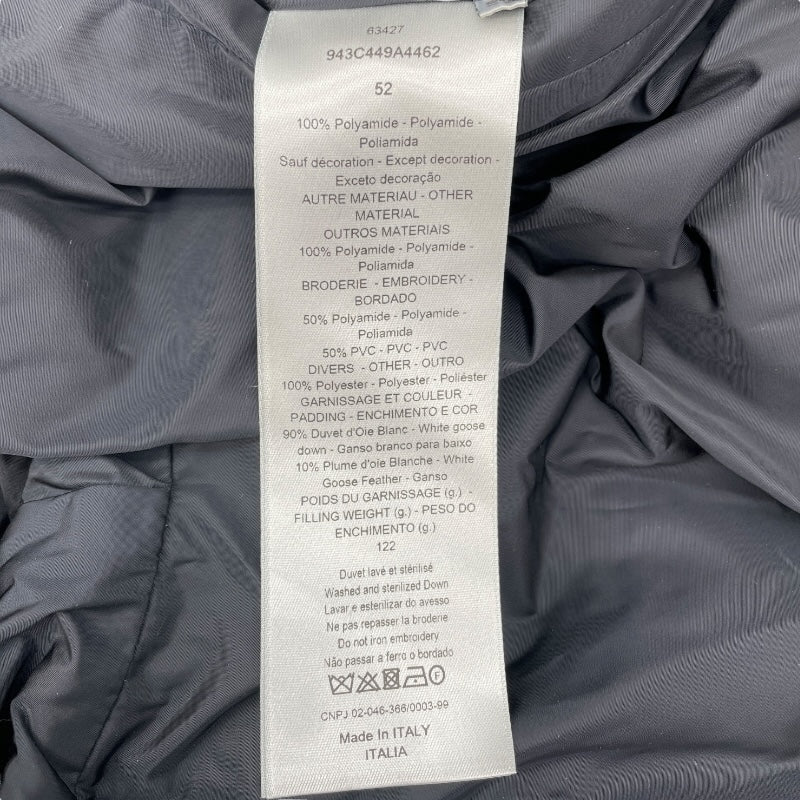 63427
943C449A4462
52
100% Polyamide - Polyamide -
Poliamida
Sauf décoration - Except decoration -
Exceto decoração
AUTRE MATERIAU - OTHER
MATERIAL
OUTROS MATERIAIS
100% Polyamide - Polyamide -
Poliamida
BRODERIE - EMBROIDERY -
BORDADO
50% Polyamide - Polyamide -
Poliamida
50% PVC - PVC - PVC
DIVERS - OTHER - OUTRO
100% Polyester - Polyester - Poliéster
GARNISSAGE ET COULEUR -
PADDING - ENCHIMENTO E COR
90% Duvet d'Oie Blanc - White goose
down - Ganso branco para baixo
10% Plume d'oie Blanche - White
Goose Feather - Ganso
POIDS DU GARNISSAGE (g.) -
FILLING WEIGHT (g.) - PESO DO
ENCHIMENTO (g.)
122
Duvet lavé et stérilisé
Washed and sterilized Down
Lavar e esterilizar do avesso
Ne pas repasser la broderie
Do not iron embroidery
Não passar a ferro o bordado
F
CNPJ 02-046-366/0003-99
Made In ITALY
ITALIA